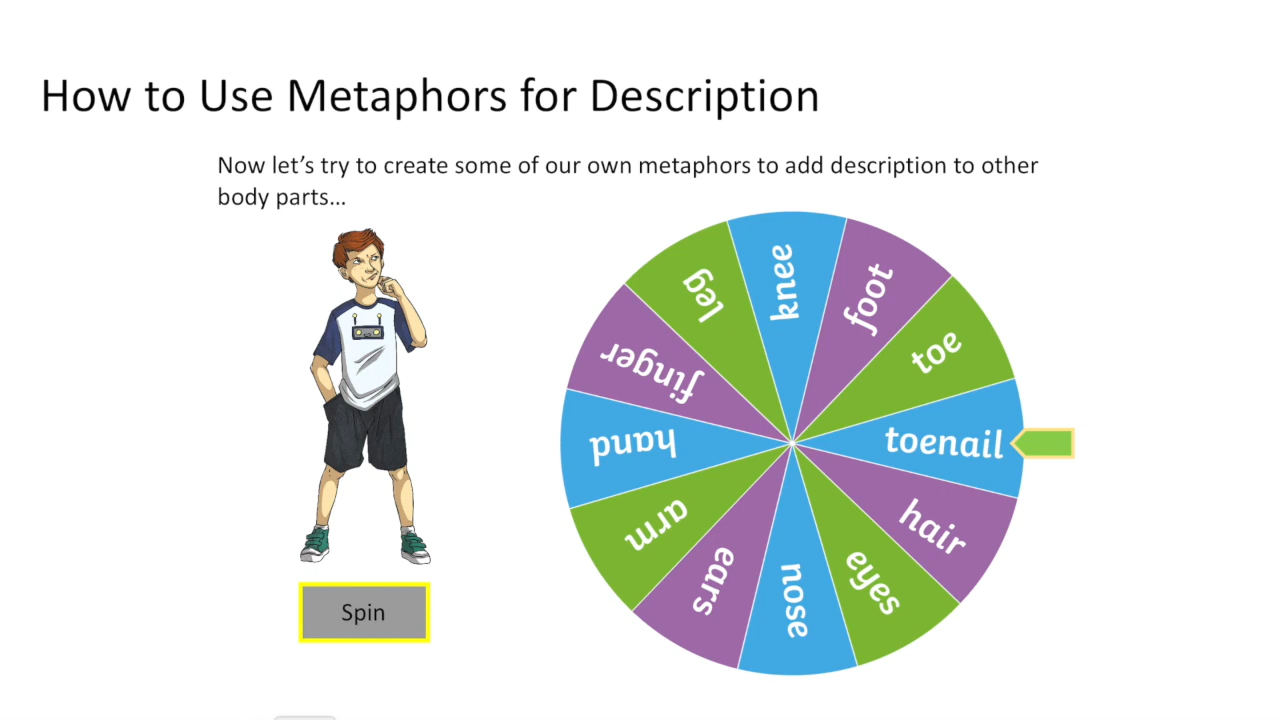 How to Use Metaphors for Description
Now let’s try to create some of our own metaphors to add description to other
body parts...
knee
foot
toe
toenail
hair
eyes
nose
ears
arm
hand
finger
leg
Spin